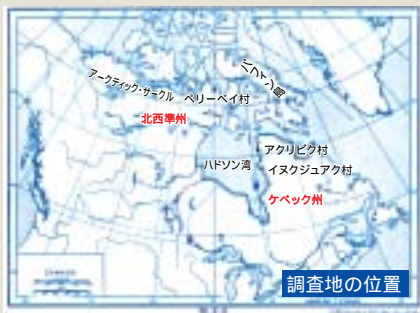 バフィン島
アークティック・サークル
ペリーベイ村
北西準州
アクリビク村
ハドソン湾
イヌクジュアク村
ケベック州
調査地の位置